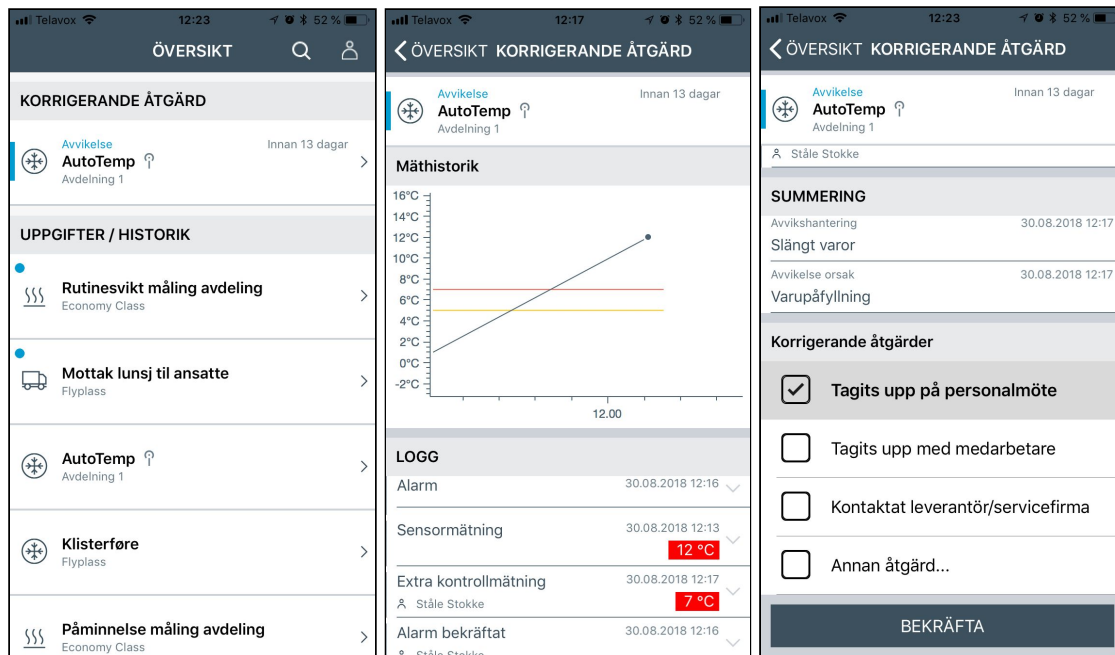 Telavox 12:23 52 %
ÖVERSIKT
KORRIGERANDE ÅTGÄRD
Avvikelse Innan 13 dagar
AutoTemp
Avdelning 1
UPPGIFTER / HISTORIK
Rutinesvikt måling avdeling
Economy Class
Mottak lunsj til ansatte
Flyplass
AutoTemp
Avdelning 1
Klisterføre
Flyplass
Påminnelse måling avdeling
Economy Class
Telavox 12:17 52 %
ÖVERSIKT KORRIGERANDE ÅTGÄRD
Avvikelse Innan 13 dagar
AutoTemp
Avdelning 1
Mäthistorik
16°C
14°C
12°C
10°C
8°C
6°C
4°C
2°C
0°C
-2°C
12.00
LOGG
Alarm 30.08.2018 12:16
Sensormätning 30.08.2018 12:13
12 °C
Extra kontrollmätning 30.08.2018 12:17
Ståle Stokke 7 °C
Alarm bekräftat 30.08.2018 12:16
Ståle Stokke
Telavox 12:23 52 %
ÖVERSIKT KORRIGERANDE ÅTGÄRD
Avvikelse Innan 13 dagar
AutoTemp
Avdelning 1
Ståle Stokke
SUMMERING
Avvikshantering 30.08.2018 12:17
Slängt varor
Avvikelse orsak 30.08.2018 12:17
Varupåfyllning
Korrigerande åtgärder
Tagits upp på personalmöte
Tagits upp med medarbetare
Kontaktat leverantör/servicefirma
Annan åtgärd...
BEKRÄFTA